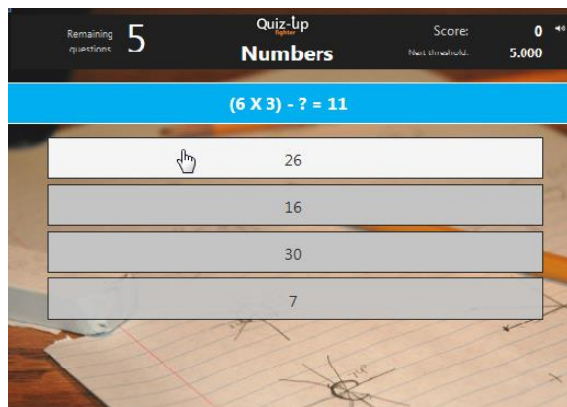 Remaining questions 5
Quiz-up
fighter
Numbers
Score: 0
Next threshold: 5.000
(6 X 3) - ? = 11
26
16
30
7